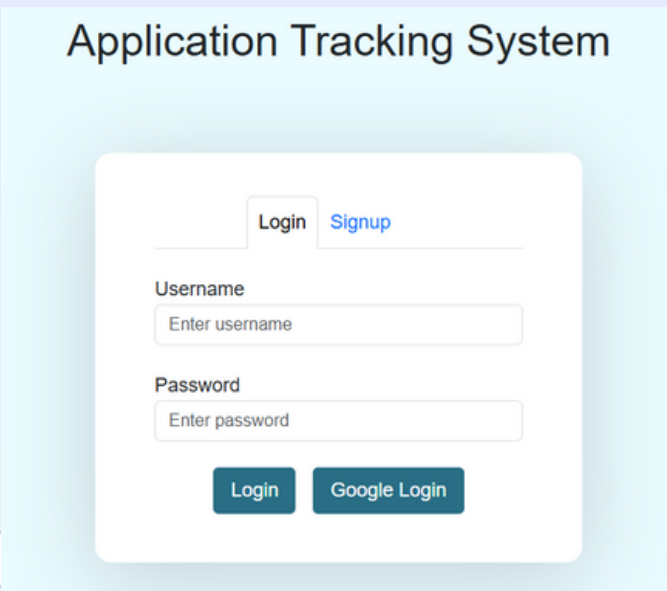 Application Tracking System
Login Signup
Username
Enter username
Password
Enter password
Login Google Login